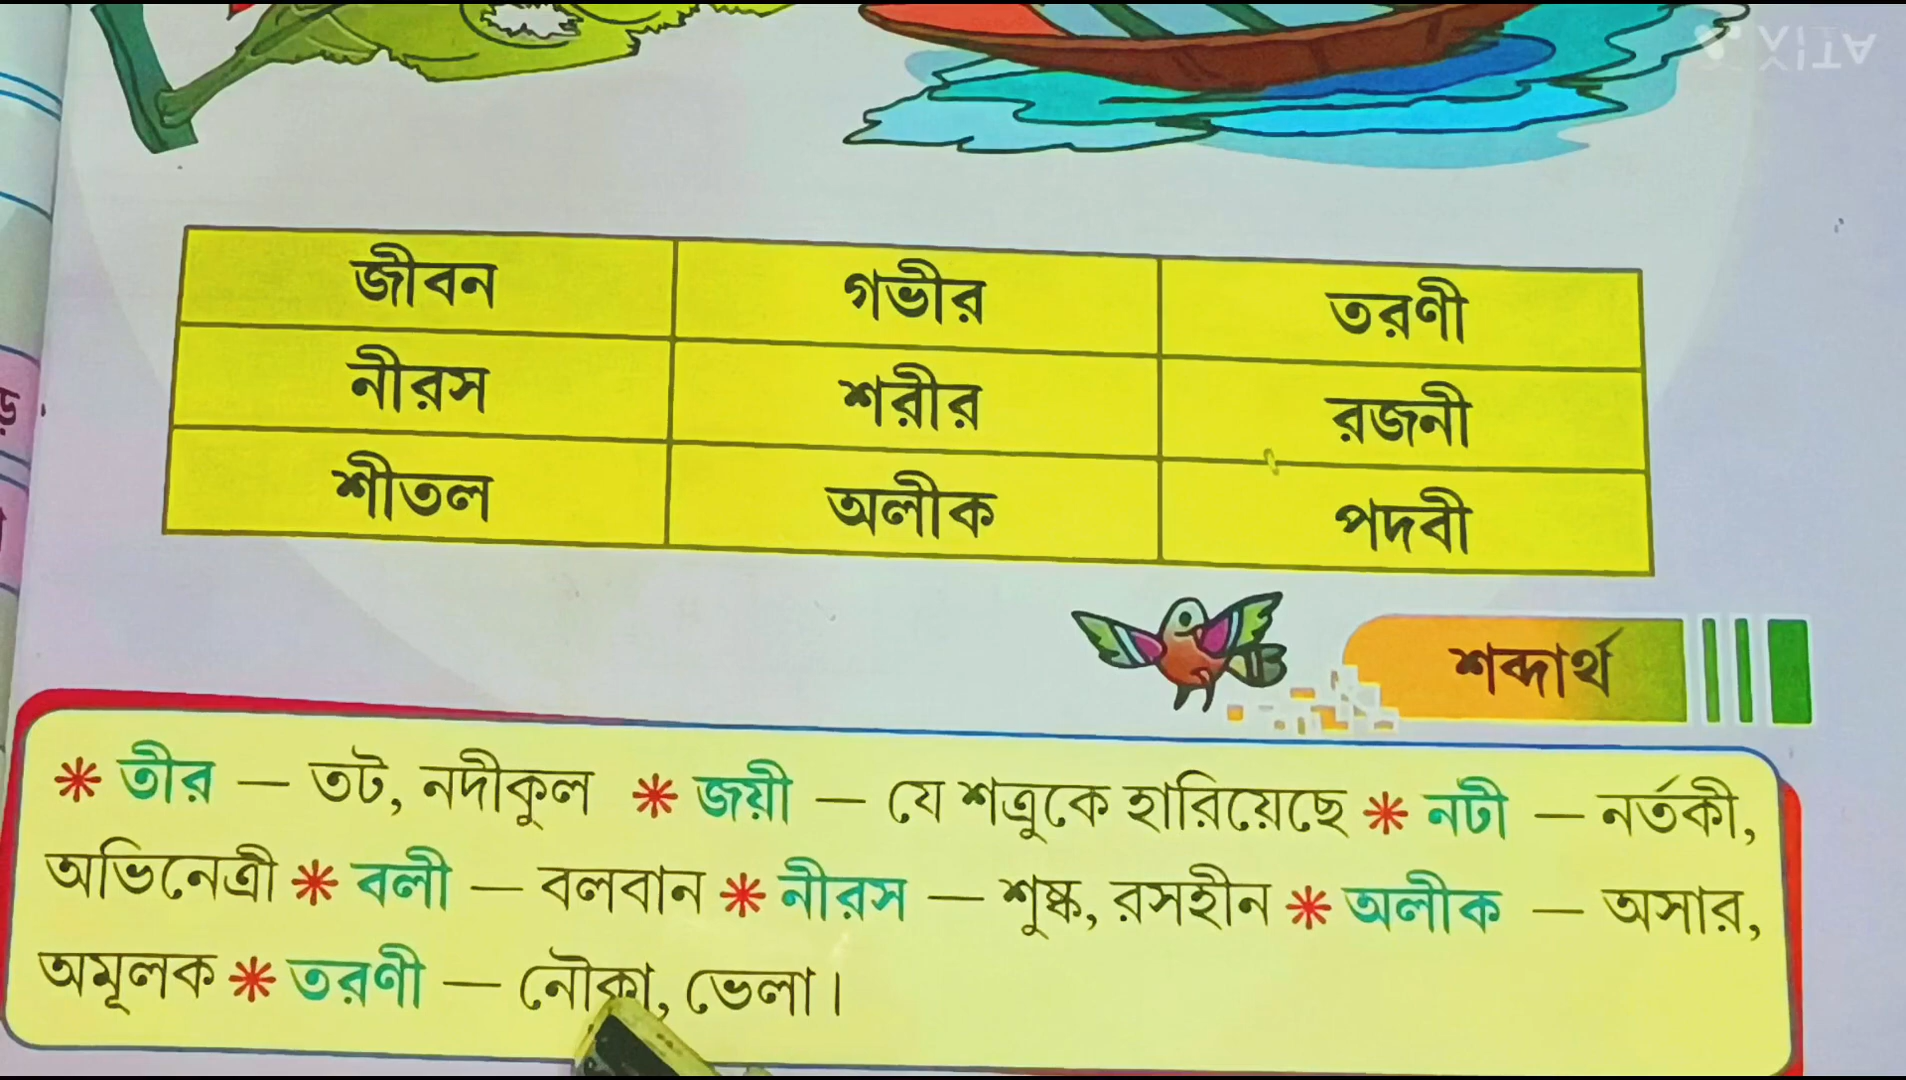 জীবন গভীর তরণী
নীরস শরীর রজনী
শীতল অলীক পদবী
শব্দার্থ
* তীর — তট, নদীকুল * জয়ী — যে শত্রুকে হারিয়েছে * নটী — নর্তকী,
অভিনেত্রী * বলী — বলবান * নীরস — শুষ্ক, রসহীন * অলীক — অসার,
অমূলক * তরণী — নৌকা, ভেলা।